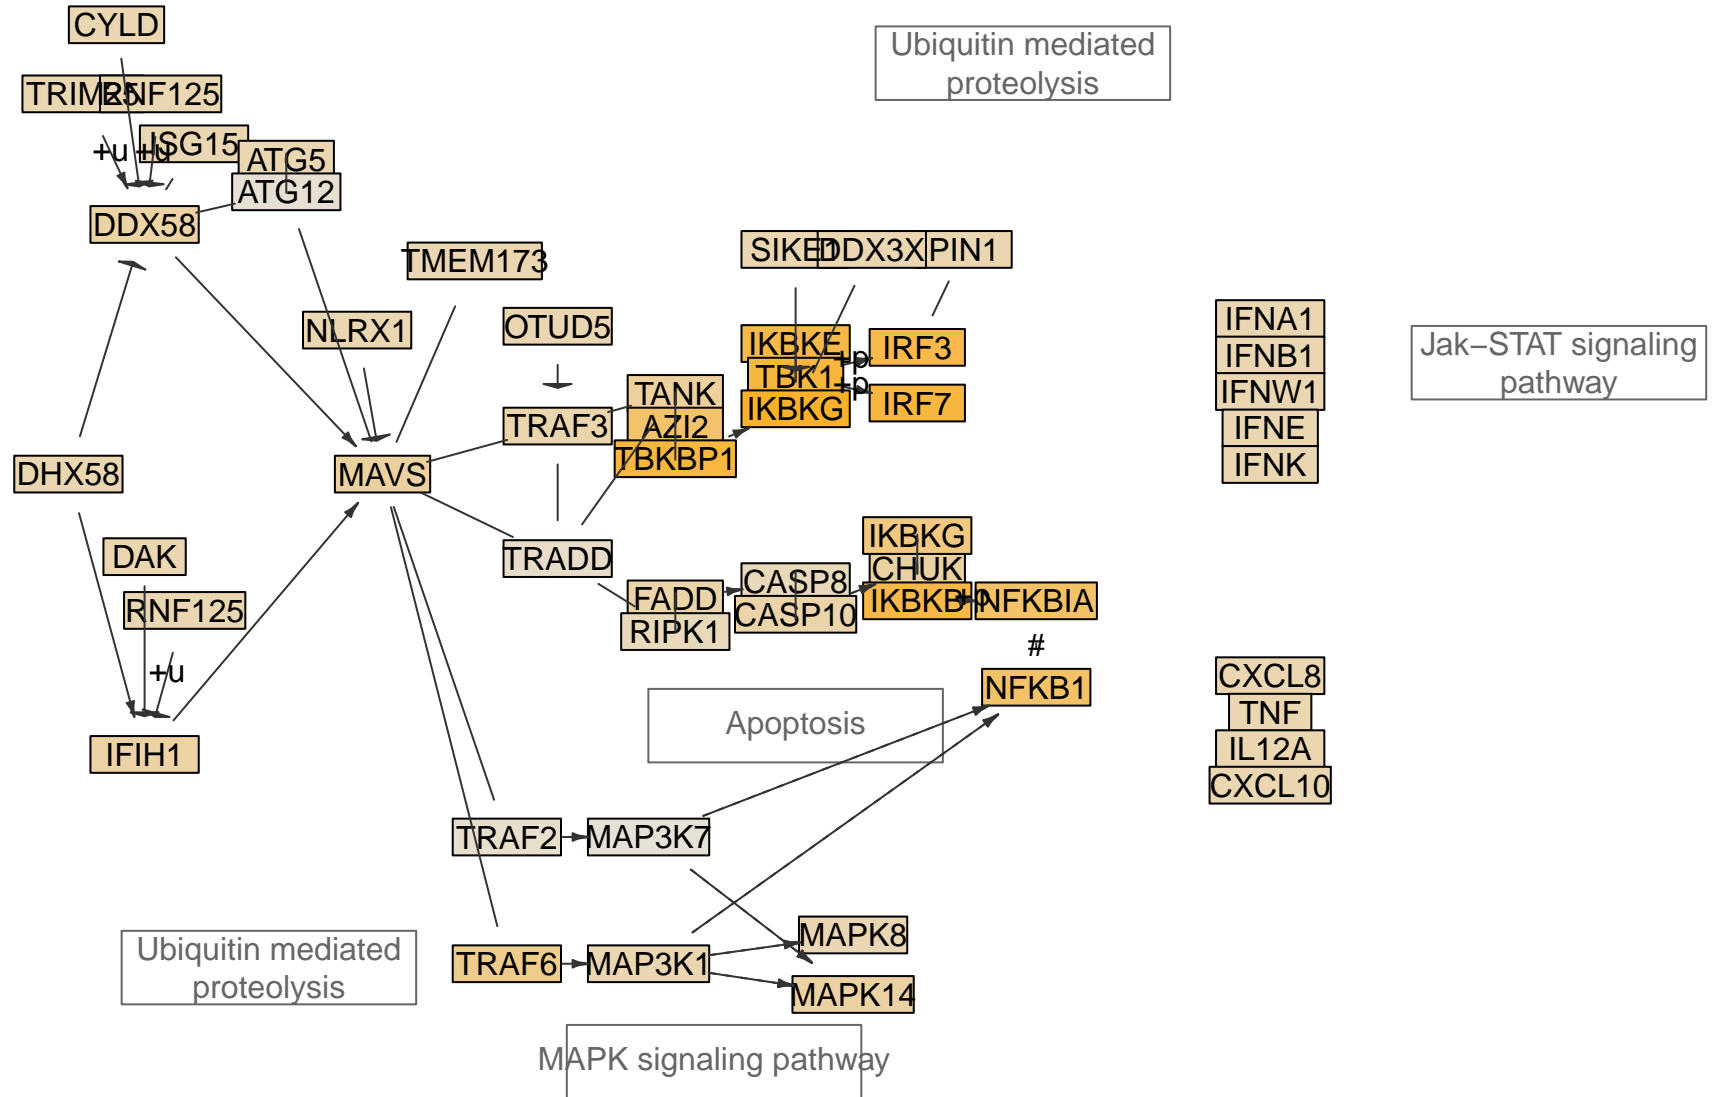 CYLD
Ubiquitin mediated
proteolysis
TRIM25
RNF125
ISG15
+u
+u
ATG5
ATG12
DDX58
TMEM173
SIKE1
DDX3X
PIN1
NLRX1
OTUD5
IKBKE
IRF3
+p
TBK1
+p
IKBKG
IRF7
IFNA1
IFNB1
IFNW1
IFNE
IFNK
Jak−STAT signaling
pathway
TANK
TRAF3
AZI2
TBKBP1
DHX58
MAVS
DAK
TRADD
IKBKG
CHUK
CASP8
IKBKB
+p
NFKBIA
RNF125
FADD
CASP10
RIPK1
#
+u
NFKB1
CXCL8
TNF
IL12A
CXCL10
Apoptosis
IFIH1
TRAF2
MAP3K7
MAPK8
Ubiquitin mediated
proteolysis
TRAF6
MAP3K1
MAPK14
MAPK signaling pathway